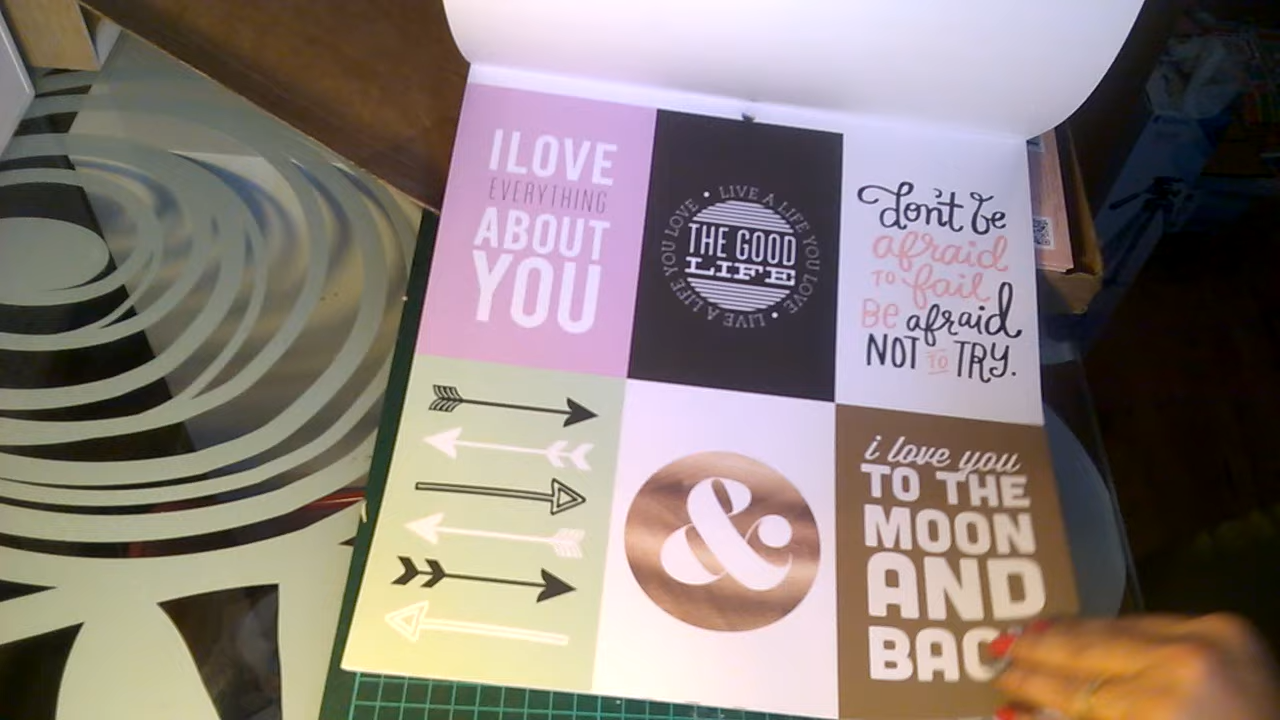 I LOVE
EVERYTHING
ABOUT
YOU
LIVE A LIFE YOU LOVE • LIVE A LIFE YOU LOVE •
THE GOOD
LIFE
don't be
afraid
TO fail
BE afraid
NOT TO TRY.
&
i love you
TO THE
MOON
AND
BAC